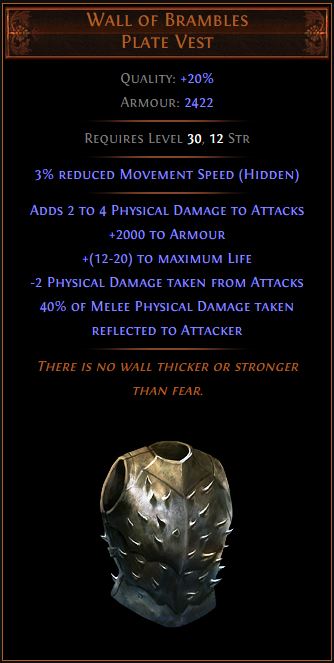 Wall of Brambles
Plate Vest
Quality: +20%
Armour: 2422
Requires Level 30, 12 Str
3% reduced Movement Speed (Hidden)
Adds 2 to 4 Physical Damage to Attacks
+2000 to Armour
+(12-20) to maximum Life
-2 Physical Damage taken from Attacks
40% of Melee Physical Damage taken
reflected to Attacker
There is no wall thicker or stronger
than fear.